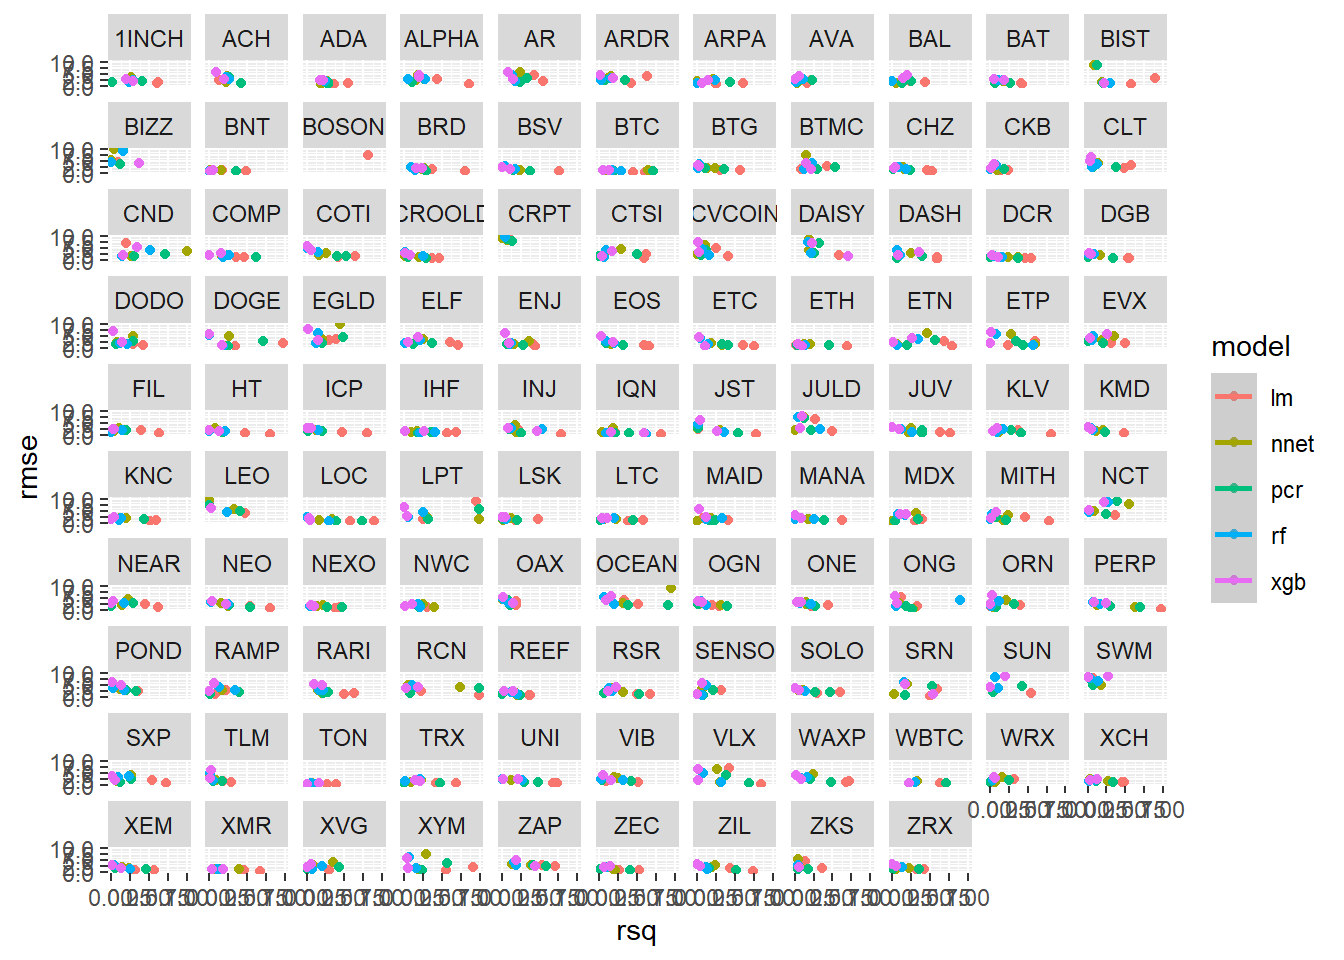 1INCH ACH ADA ALPHA AR ARDR ARPA AVA BAL BAT BIST
BIZZ BNT BOSON BRD BSV BTC BTG BTMC CHZ CKB CLT
CND COMP COTI CROOLD CRPT CTSI CVCOIN DAISY DASH DCR DGB
DODO DOGE EGLD ELF ENJ EOS ETC ETH ETN ETP EVX
FIL HT ICP IHF INJ IQN JST JULD JUV KLV KMD
KNC LEO LOC LPT LSK LTC MAID MANA MDX MITH NCT
NEAR NEO NEXO NWC OAX OCEAN OGN ONE ONG ORN PERP
POND RAMP RARI RCN REEF RSR SENSO SOLO SRN SUN SWM
SXP TLM TON TRX UNI VIB VLX WAXP WBTC WRX XCH
XEM XMR XVG XYM ZAP ZEC ZIL ZKS ZRX
rmse
rsq
model
lm
nnet
pcr
rf
xgb